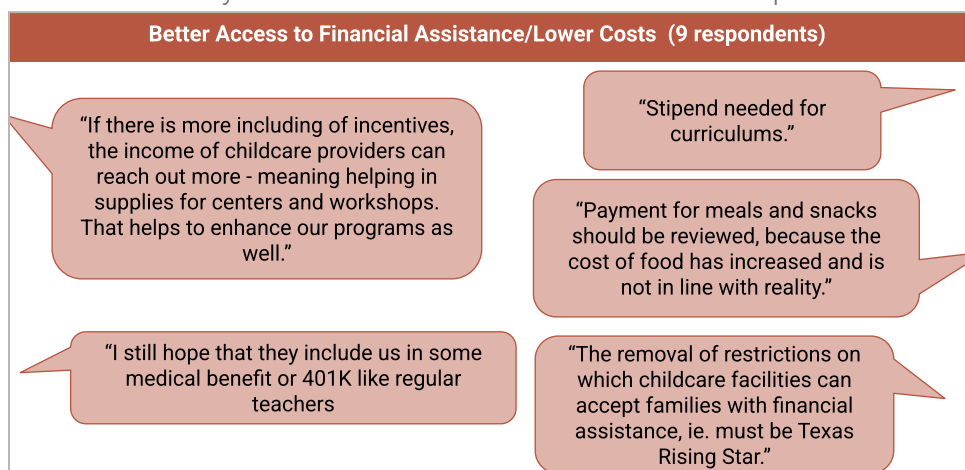 Better Access to Financial Assistance/Lower Costs (9 respondents)
“If there is more including of incentives,
the income of childcare providers can
reach out more - meaning helping in
supplies for centers and workshops.
That helps to enhance our programs as
well.”
“Stipend needed for
curriculums.”
“Payment for meals and snacks
should be reviewed, because the
cost of food has increased and is
not in line with reality.”
“I still hope that they include us in some
medical benefit or 401K like regular
teachers
“The removal of restrictions on
which childcare facilities can
accept families with financial
assistance, ie. must be Texas
Rising Star.”